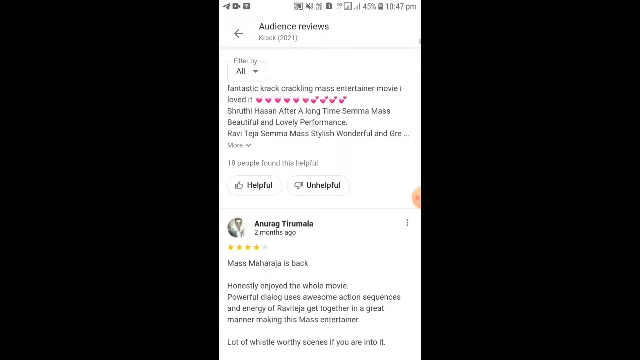 45% 10:47 pm
Audience reviews
Krack (2021)
Filter by
All
fantastic krack crackling mass entertainer movie i
loved it 💗💗💗💗💗💗💕💕💕💕
Shruthi Hasan After A long Time Semma Mass
Beautiful and Lovely Performance.
Ravi Teja Semma Mass Stylish Wonderful and Gre ...
More
18 people found this helpful
Helpful Unhelpful
Anurag Tirumala
2 months ago
Mass Maharaja is back
Honestly enjoyed the whole movie.
Powerful dialog uses awesome action sequences
and energy of Raviteja get together in a great
manner making this Mass entertainer.
Lot of whistle worthy scenes if you are into it.